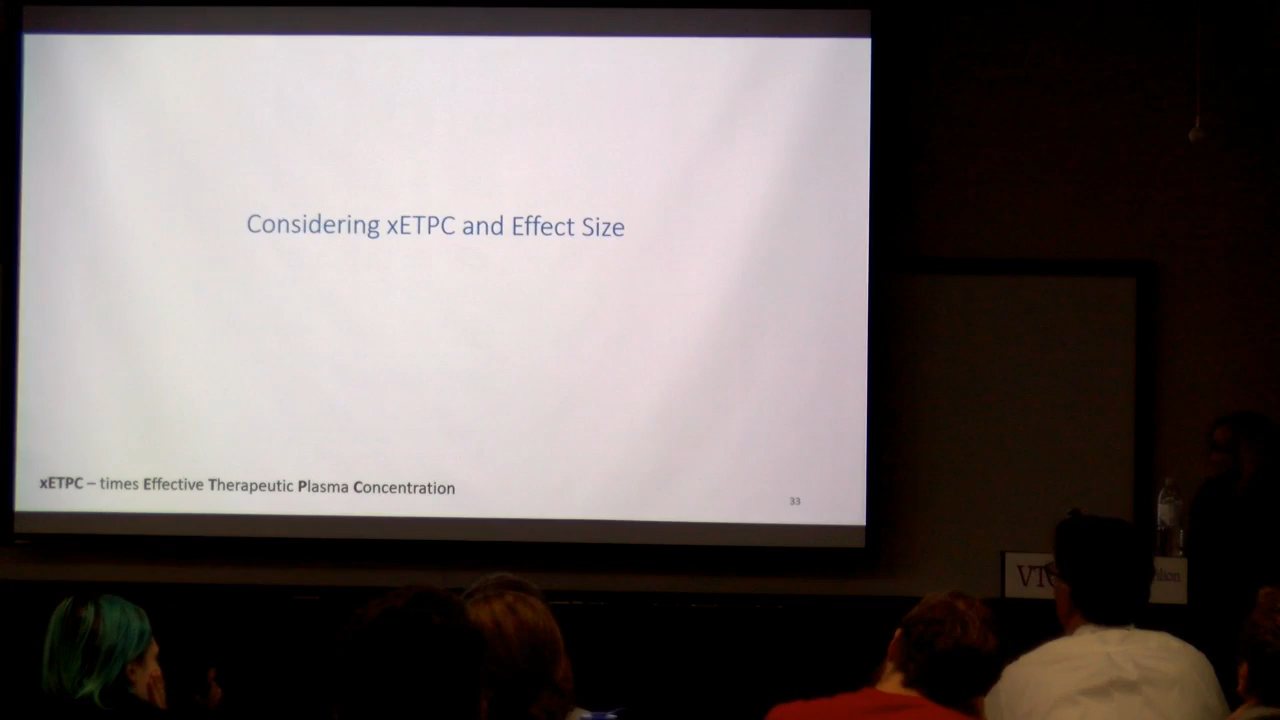 Considering xETPC and Effect Size
xETPC – times Effective Therapeutic Plasma Concentration
33